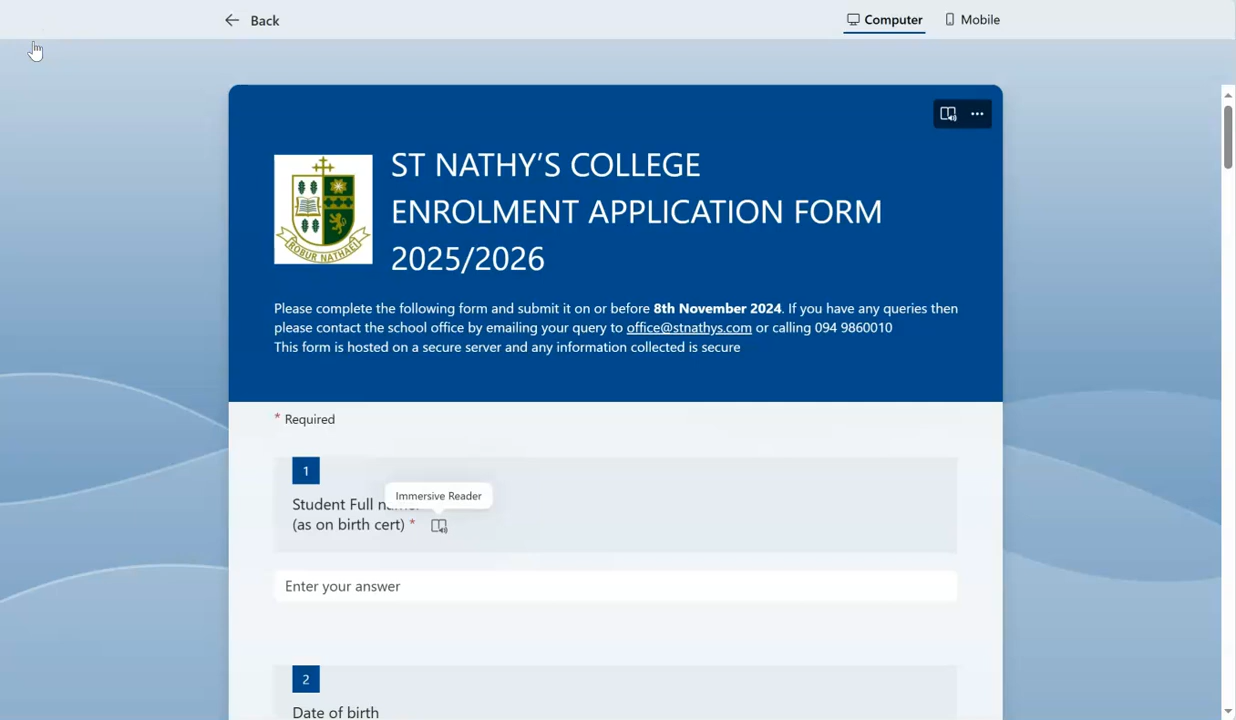 Back
Computer
Mobile
ST NATHY'S COLLEGE
ENROLMENT APPLICATION FORM
2025/2026
ROBUR NATHAEI
Please complete the following form and submit it on or before 8th November 2024. If you have any queries then
please contact the school office by emailing your query to office@stnathys.com or calling 094 9860010
This form is hosted on a secure server and any information collected is secure
* Required
1
Immersive Reader
Student Full
(as on birth cert) *
Enter your answer
2
Date of birth